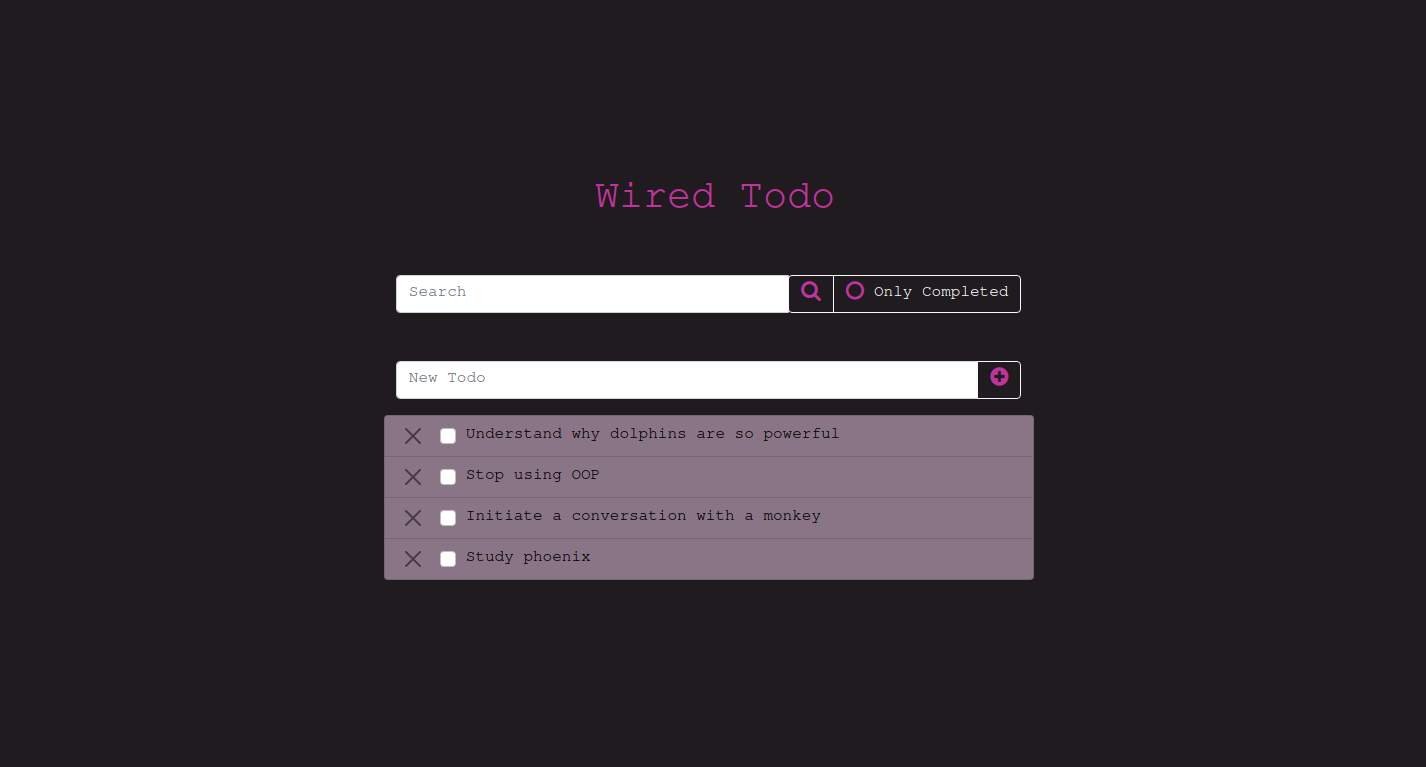 Wired Todo
Search
Only Completed
New Todo
Understand why dolphins are so powerful
Stop using OOP
Initiate a conversation with a monkey
Study phoenix